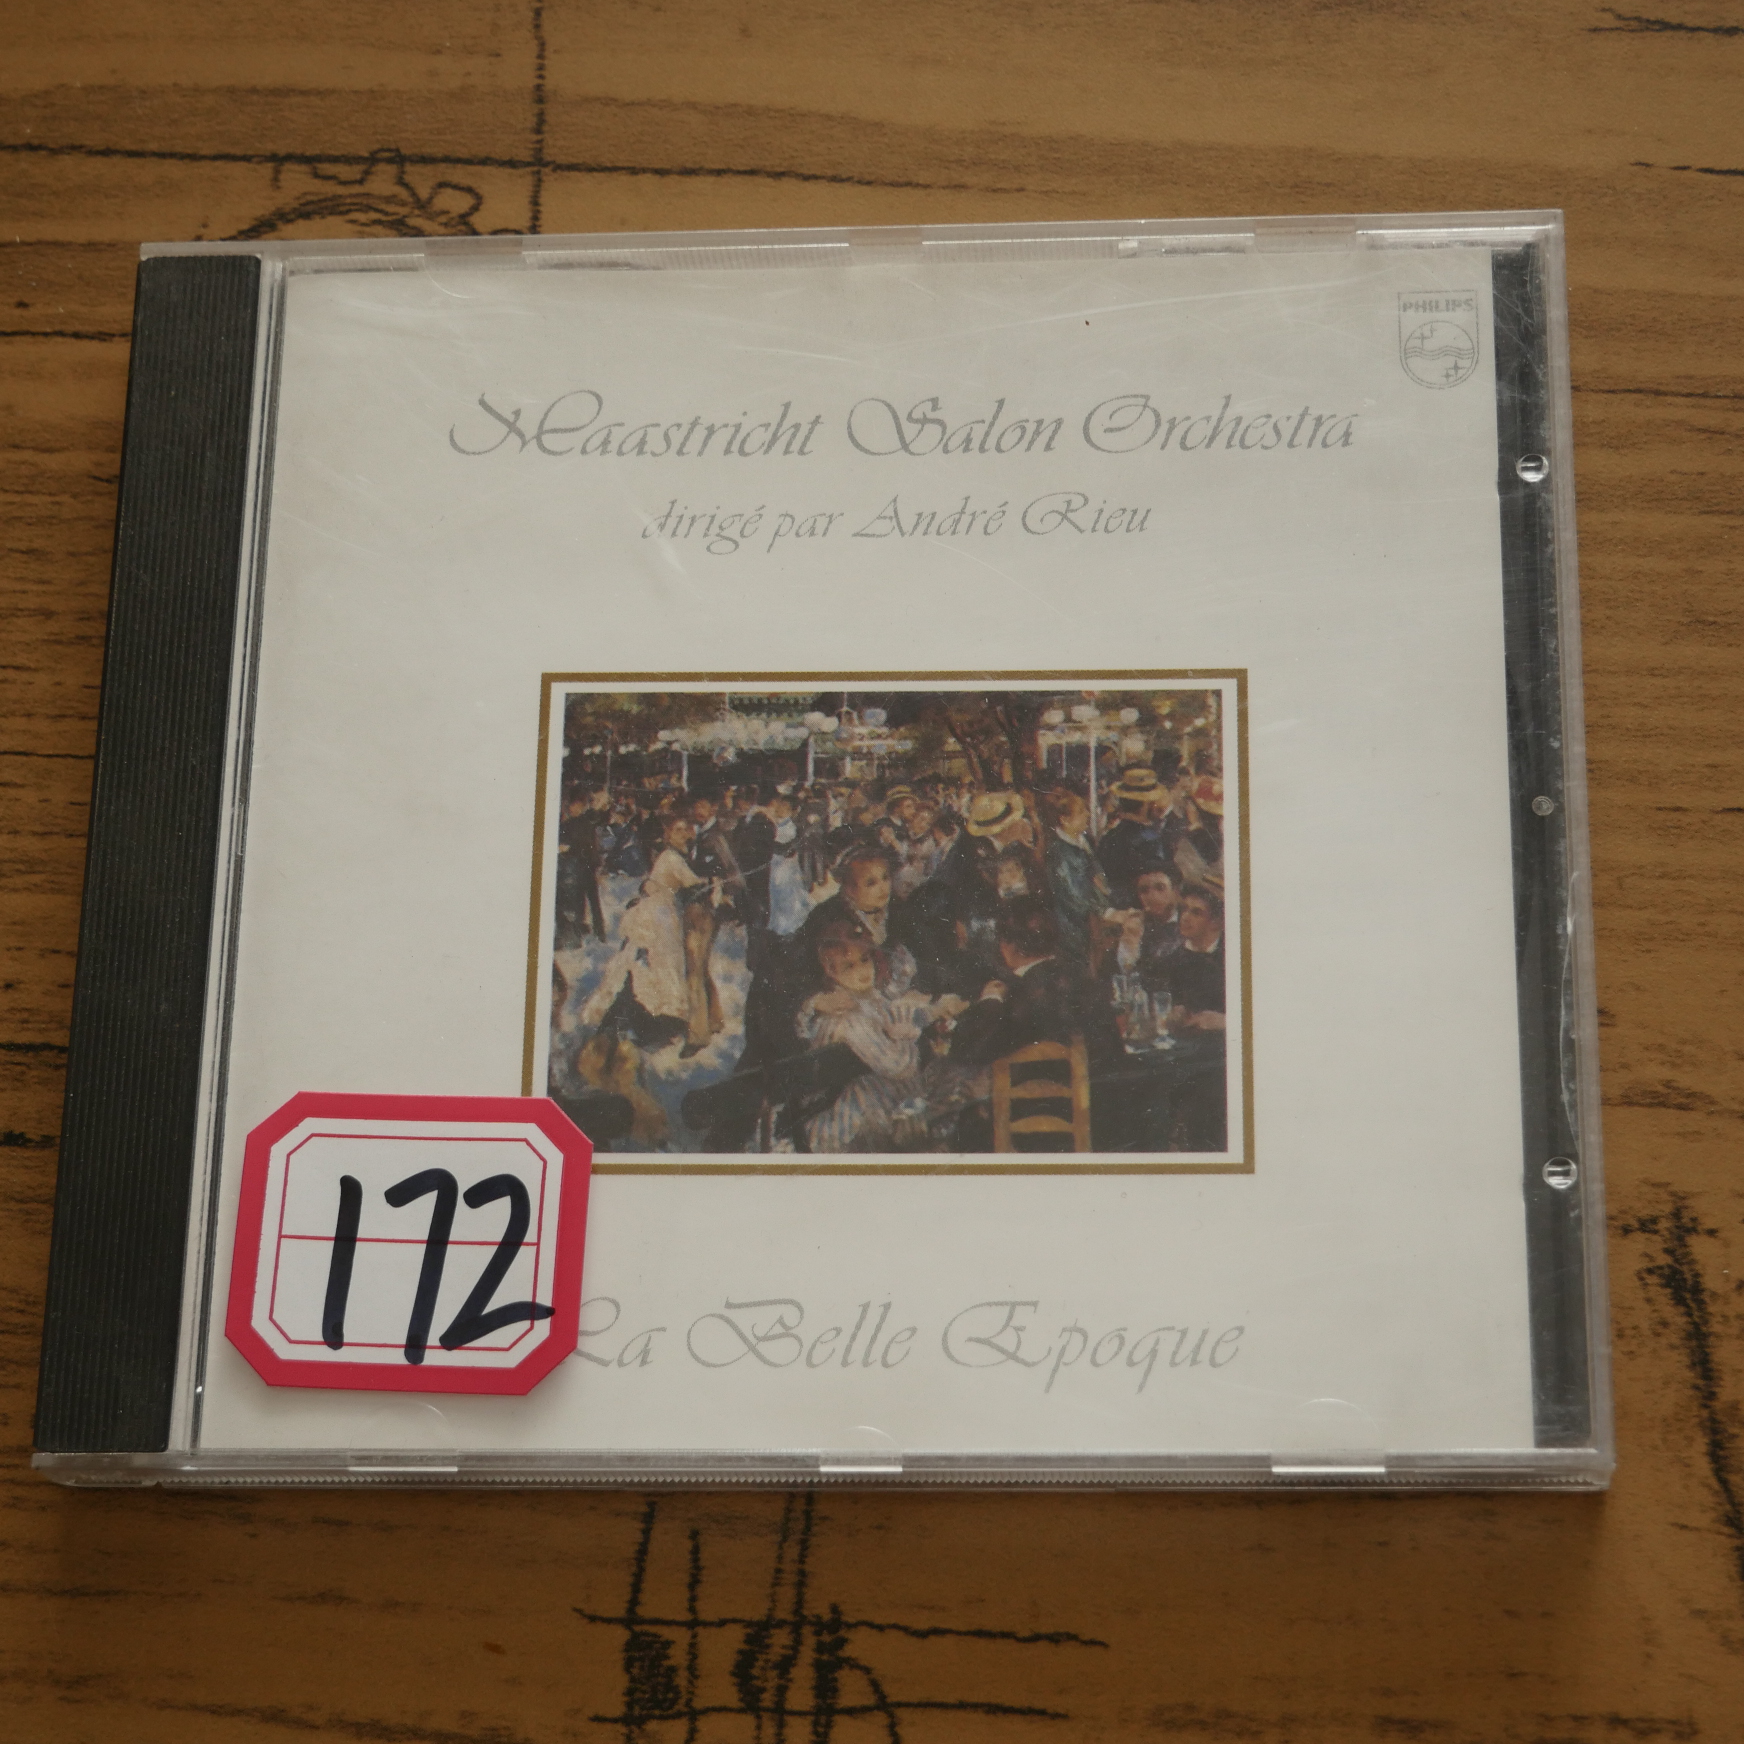 PHILIPS
Maastricht Salon Orchestra
dirigé par André Rieu
172
La Belle Epoque